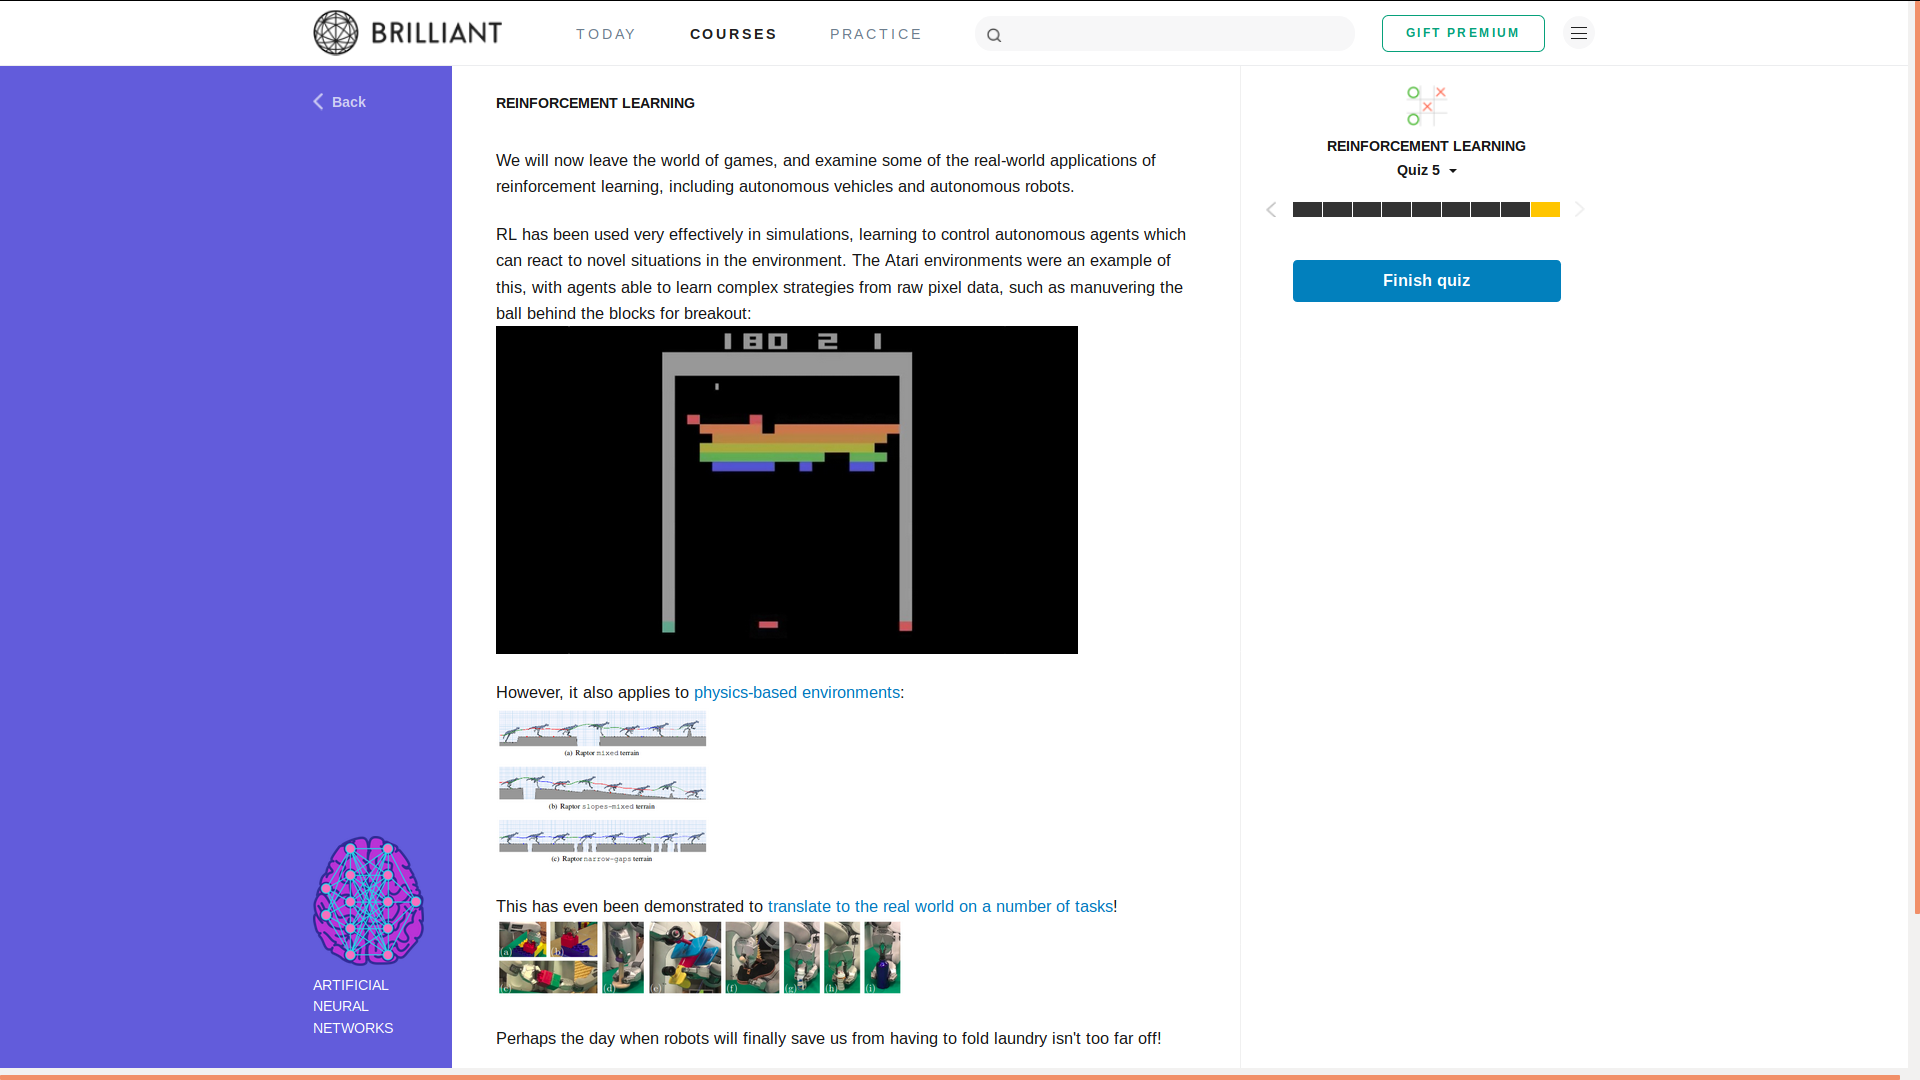 BRILLIANT
TODAY
COURSES
PRACTICE
GIFT PREMIUM
Back
REINFORCEMENT LEARNING
We will now leave the world of games, and examine some of the real-world applications of
reinforcement learning, including autonomous vehicles and autonomous robots.
RL has been used very effectively in simulations, learning to control autonomous agents which
can react to novel situations in the environment. The Atari environments were an example of
this, with agents able to learn complex strategies from raw pixel data, such as manuvering the
ball behind the blocks for breakout:
180 2 1
However, it also applies to physics-based environments:
(a) Raptor mixed terrain
(b) Raptor slopes-mixed terrain
(c) Raptor narrow-gaps terrain
This has even been demonstrated to translate to the real world on a number of tasks!
(a) (b) (c) (d) (e) (f) (g) (h) (i)
Perhaps the day when robots will finally save us from having to fold laundry isn't too far off!
REINFORCEMENT LEARNING
Quiz 5
Finish quiz
ARTIFICIAL
NEURAL
NETWORKS